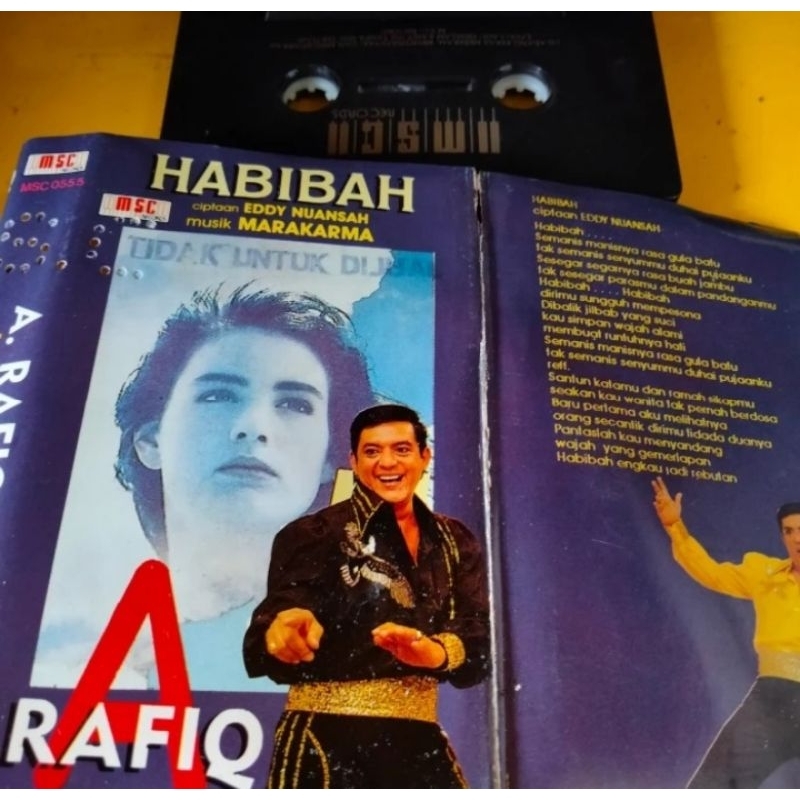 MSC
RECORDS
MSC
MSC 0555
MSC
HABIBAH
ciptaan EDDY NUANSAH
musik MARAKARMA
TIDAK UNTUK DIJUAL
A. RAFIQ
A
RAFIQ
HABIBAH
ciptaan EDDY NUANSAH
Habibah . . . . .
Semanis manisnya rasa gula batu
tak semanis senyummu duhai pujaanku
Sesegar segarnya rasa buah jambu
tak sesegar parasmu dalam pandanganmu
Habibah . . . . Habibah
dirimu sungguh mempesona
Dibalik jilbab yang suci
kau simpan wajah alami
membuat runtuhnya hati
Semanis manisnya rasa gula batu
tak semanis senyummu duhai pujaanku
reff.
Santun katamu dan ramah sikapmu
seakan kau wanita tak pernah berdosa
Baru pertama aku melihatnya
orang secantik dirimu tidada duanya
Pantaslah kau menyandang
wajah yang gemerlapan
Habibah engkau jadi rebutan